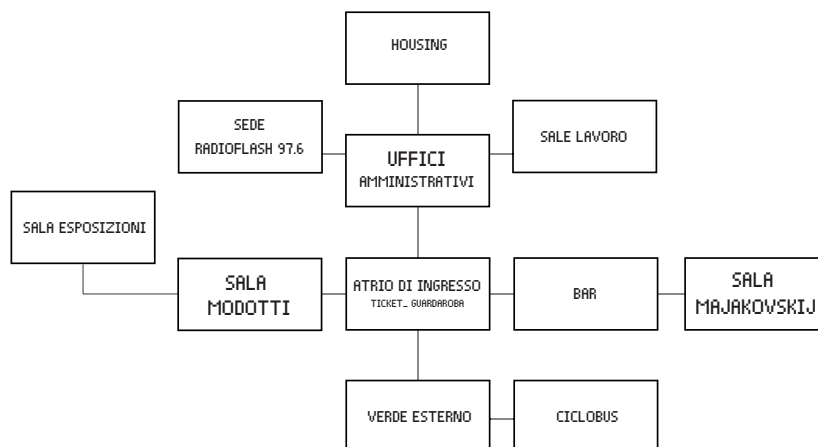 HOUSING
SEDE
RADIOFLASH 97.6
SALE LAVORO
UFFICI
AMMINISTRATIVI
SALA ESPOSIZIONI
SALA
MODOTTI
ATRIO DI INGRESSO
TICKET_ GUARDAROBA
BAR
SALA
MAJAKOVSKIJ
VERDE ESTERNO
CICLOBUS